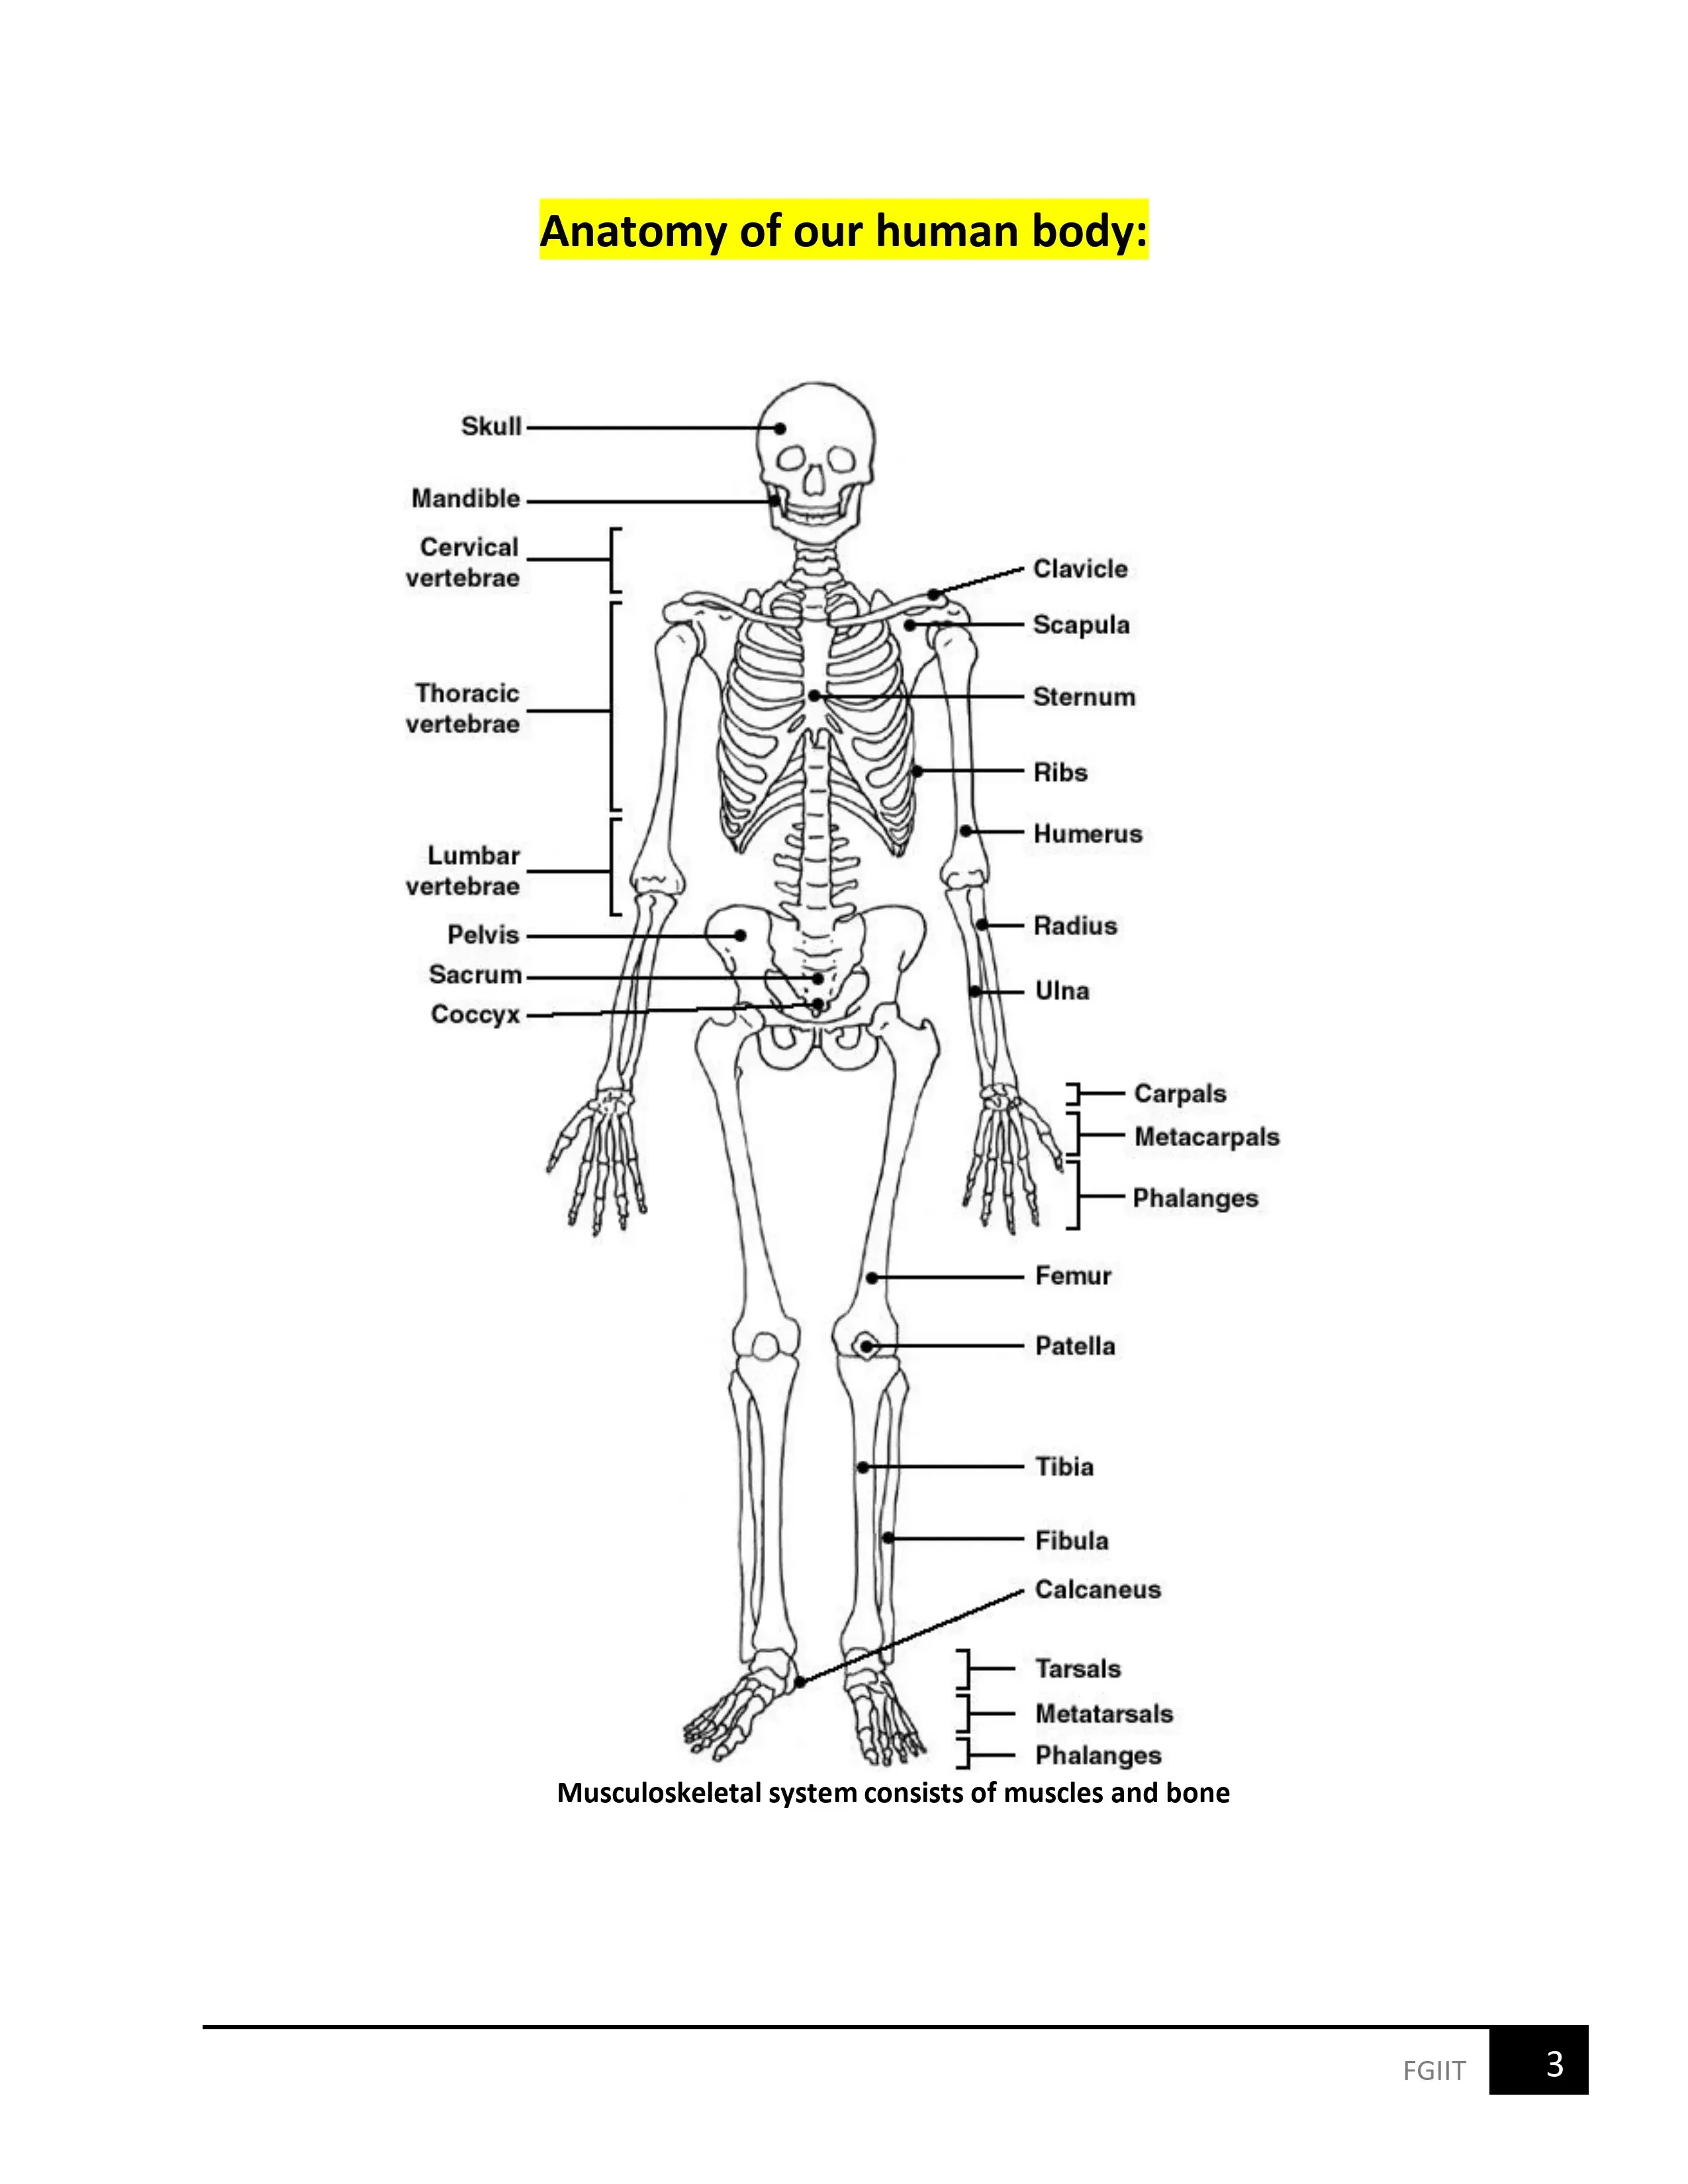 Anatomy of our human body:
Skull
Mandible
Cervical
vertebrae
Thoracic
vertebrae
Lumbar
vertebrae
Pelvis
Sacrum
Coccyx
Clavicle
Scapula
Sternum
Ribs
Humerus
Radius
Ulna
Carpals
Metacarpals
Phalanges
Femur
Patella
Tibia
Fibula
Calcaneus
Tarsals
Metatarsals
Phalanges
Musculoskeletal system consists of muscles and bone
FGIIT 3